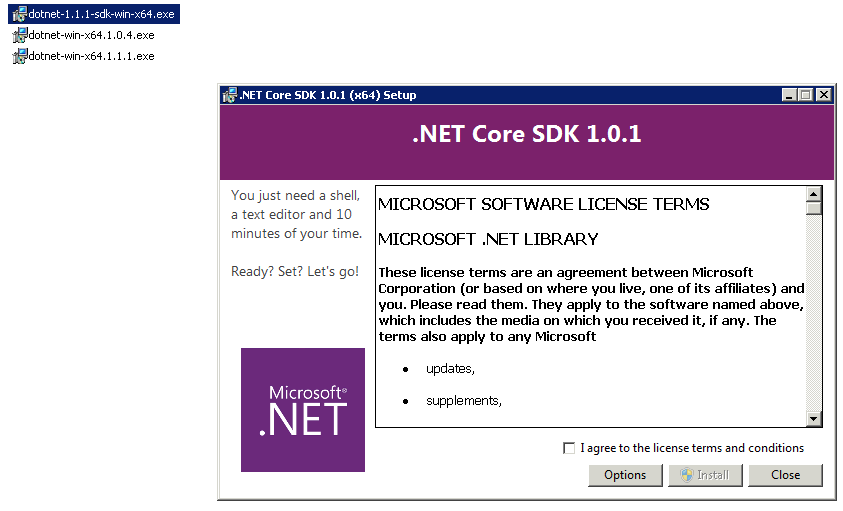 dotnet-1.1.1-sdk-win-x64.exe
dotnet-win-x64.1.0.4.exe
dotnet-win-x64.1.1.1.exe
.NET Core SDK 1.0.1 (x64) Setup
.NET Core SDK 1.0.1
You just need a shell,
a text editor and 10
minutes of your time.
Ready? Set? Let's go!
Microsoft®
.NET
MICROSOFT SOFTWARE LICENSE TERMS
MICROSOFT .NET LIBRARY
These license terms are an agreement between Microsoft
Corporation (or based on where you live, one of its affiliates) and
you. Please read them. They apply to the software named above,
which includes the media on which you received it, if any. The
terms also apply to any Microsoft
• updates,
• supplements,
I agree to the license terms and conditions
Options
Install
Close